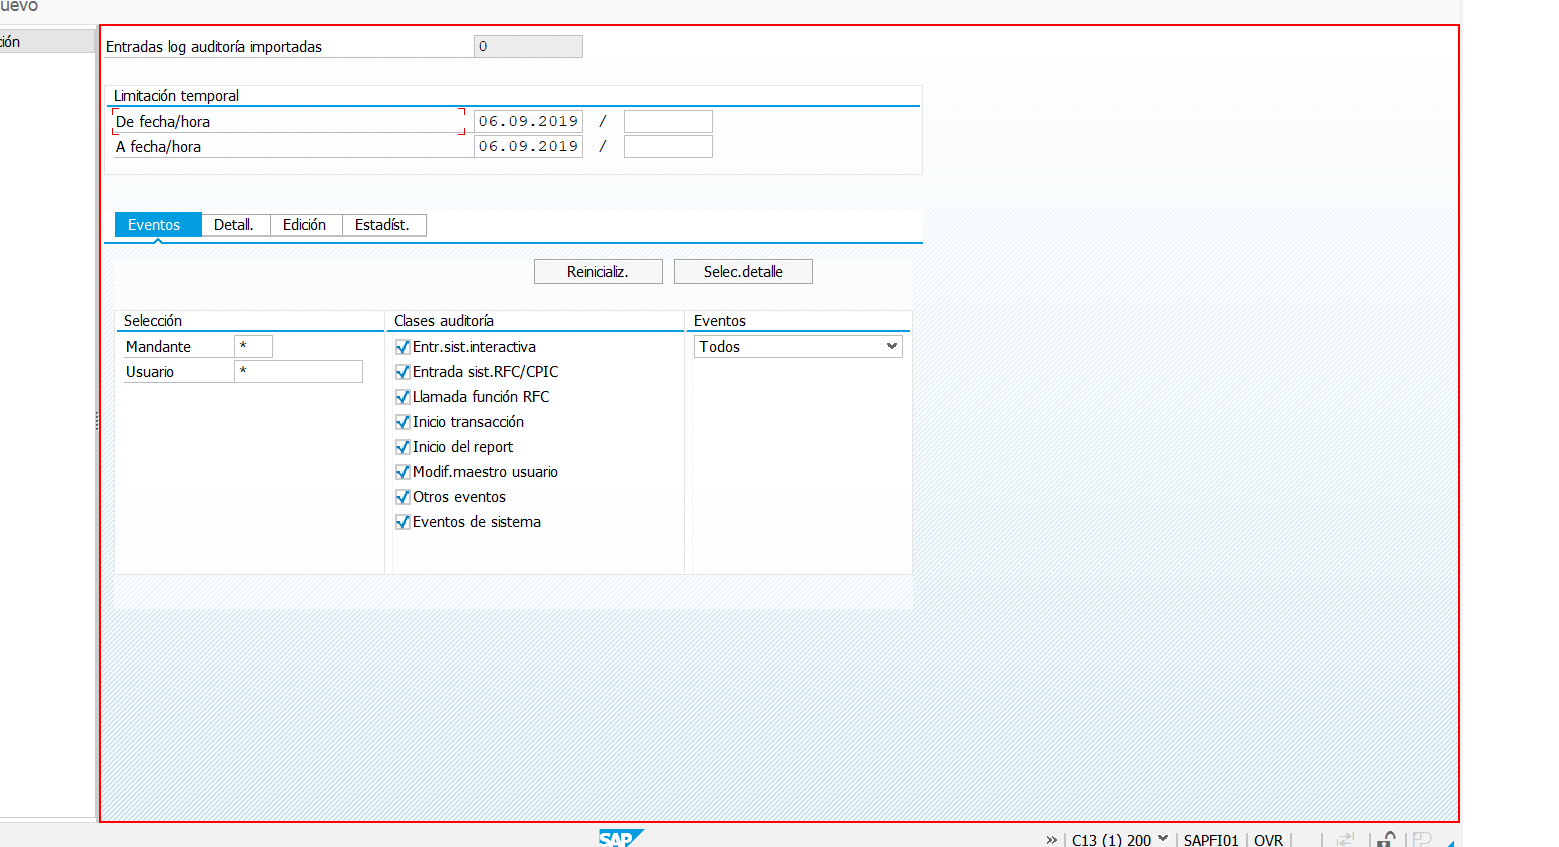 uevo
ión
Entradas log auditoría importadas 0
Limitación temporal
De fecha/hora 06.09.2019 /
A fecha/hora 06.09.2019 /
Eventos Detall. Edición Estadíst.
Reinicializ. Selec.detalle
Selección Clases auditoría Eventos
Mandante * Entr.sist.interactiva Todos
Usuario * Entrada sist.RFC/CPIC
Llamada función RFC
Inicio transacción
Inicio del report
Modif.maestro usuario
Otros eventos
Eventos de sistema
SAP » C13 (1) 200 SAPFI01 OVR